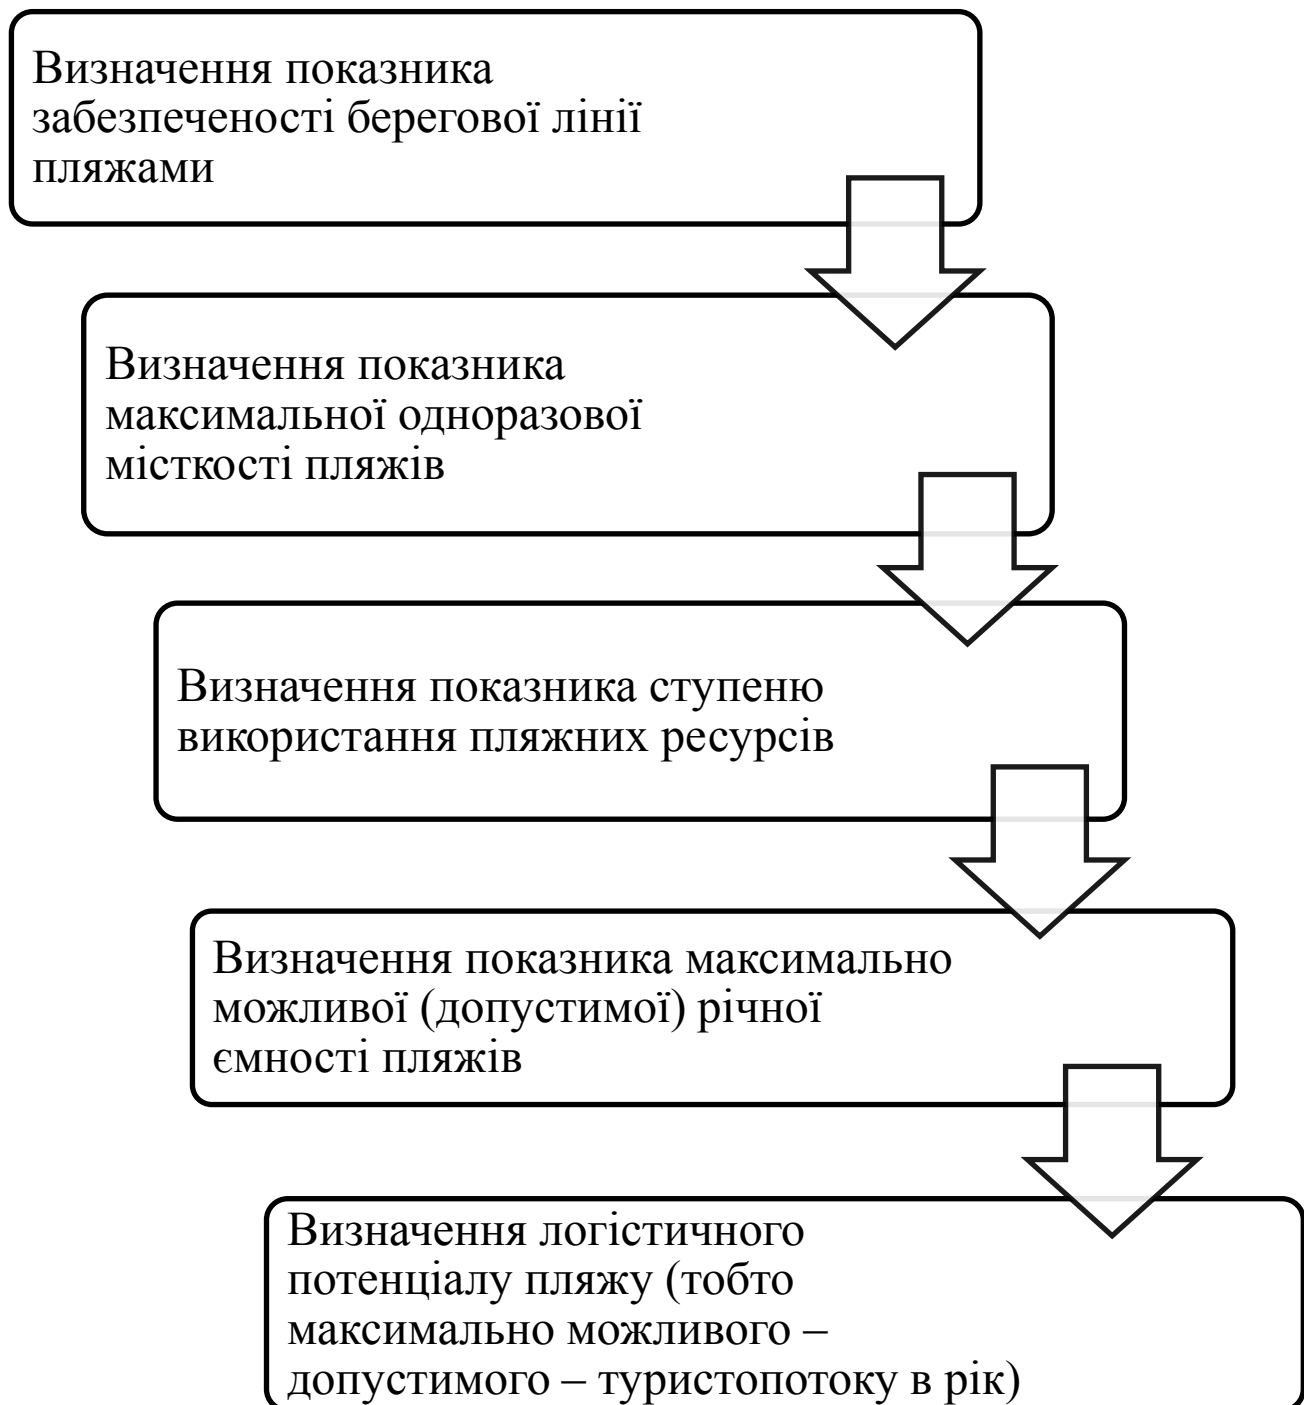 Визначення показника
забезпеченості берегової лінії
пляжами
Визначення показника
максимальної одноразової
місткості пляжів
Визначення показника ступеню
використання пляжних ресурсів
Визначення показника максимально
можливої (допустимої) річної
ємності пляжів
Визначення логістичного
потенціалу пляжу (тобто
максимально можливого –
допустимого – туристопотоку в рік)